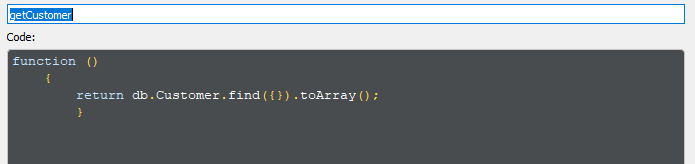 getCustomer
Code:
function ()
{
return db.Customer.find({}).toArray();
}